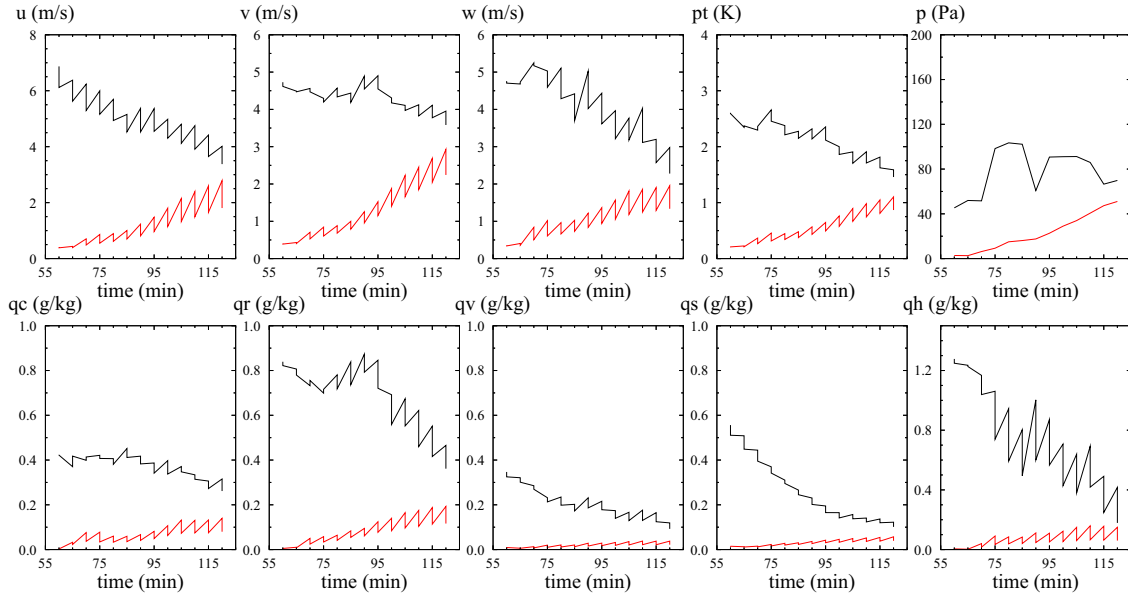 u (m/s) v (m/s) w (m/s) pt (K) p (Pa)
8 6 6 4 200
5 5 160
6 4 4 3 120
4 3 3 2 80
2 2 2 1 40
1 1
0 0 0 0 0
55 75 95 115 55 75 95 115 55 75 95 115 55 75 95 115 55 75 95 115
time (min) time (min) time (min) time (min) time (min)
qc (g/kg) qr (g/kg) qv (g/kg) qs (g/kg) qh (g/kg)
1.0 1.0 1.0 1.0
0.8 0.8 0.8 0.8 1.2
0.6 0.6 0.6 0.6 0.8
0.4 0.4 0.4 0.4
0.2 0.2 0.2 0.2 0.4
0.0 0.0 0.0 0.0 0.0
55 75 95 115 55 75 95 115 55 75 95 115 55 75 95 115 55 75 95 115
time (min) time (min) time (min) time (min) time (min)